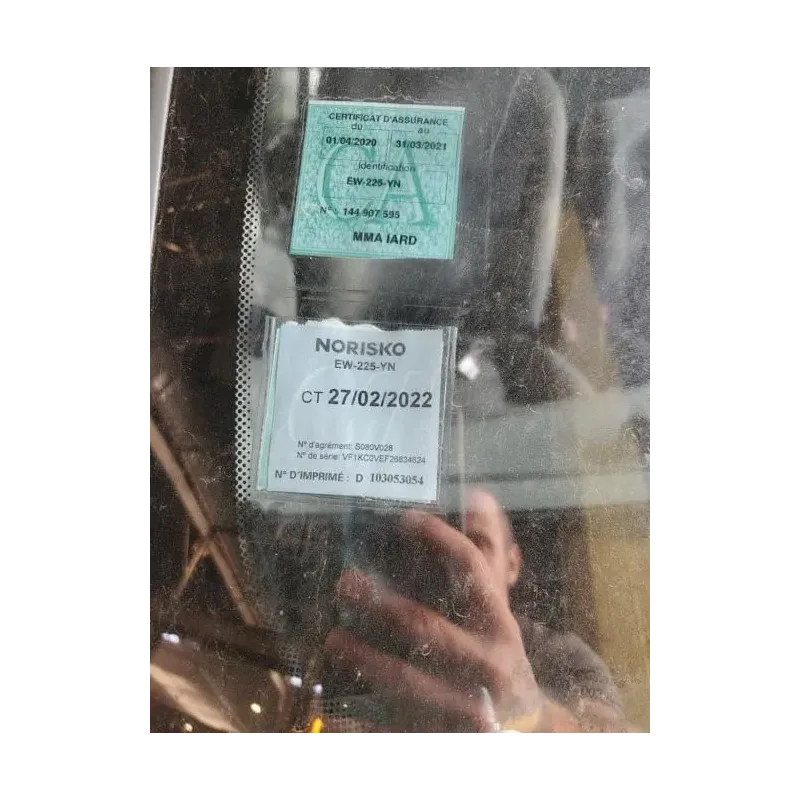 CERTIFICAT D'ASSURANCE
du au
01/04/2020 31/03/2021
Identification
EW-225-YN
N° : 144 907 595
MMA IARD
NORISKO
EW-225-YN
CT 27/02/2022
N° d'agrément: S080V028
N° de série: VF1KC0VEF26834624
N° D'IMPRIMÉ : D 103053054